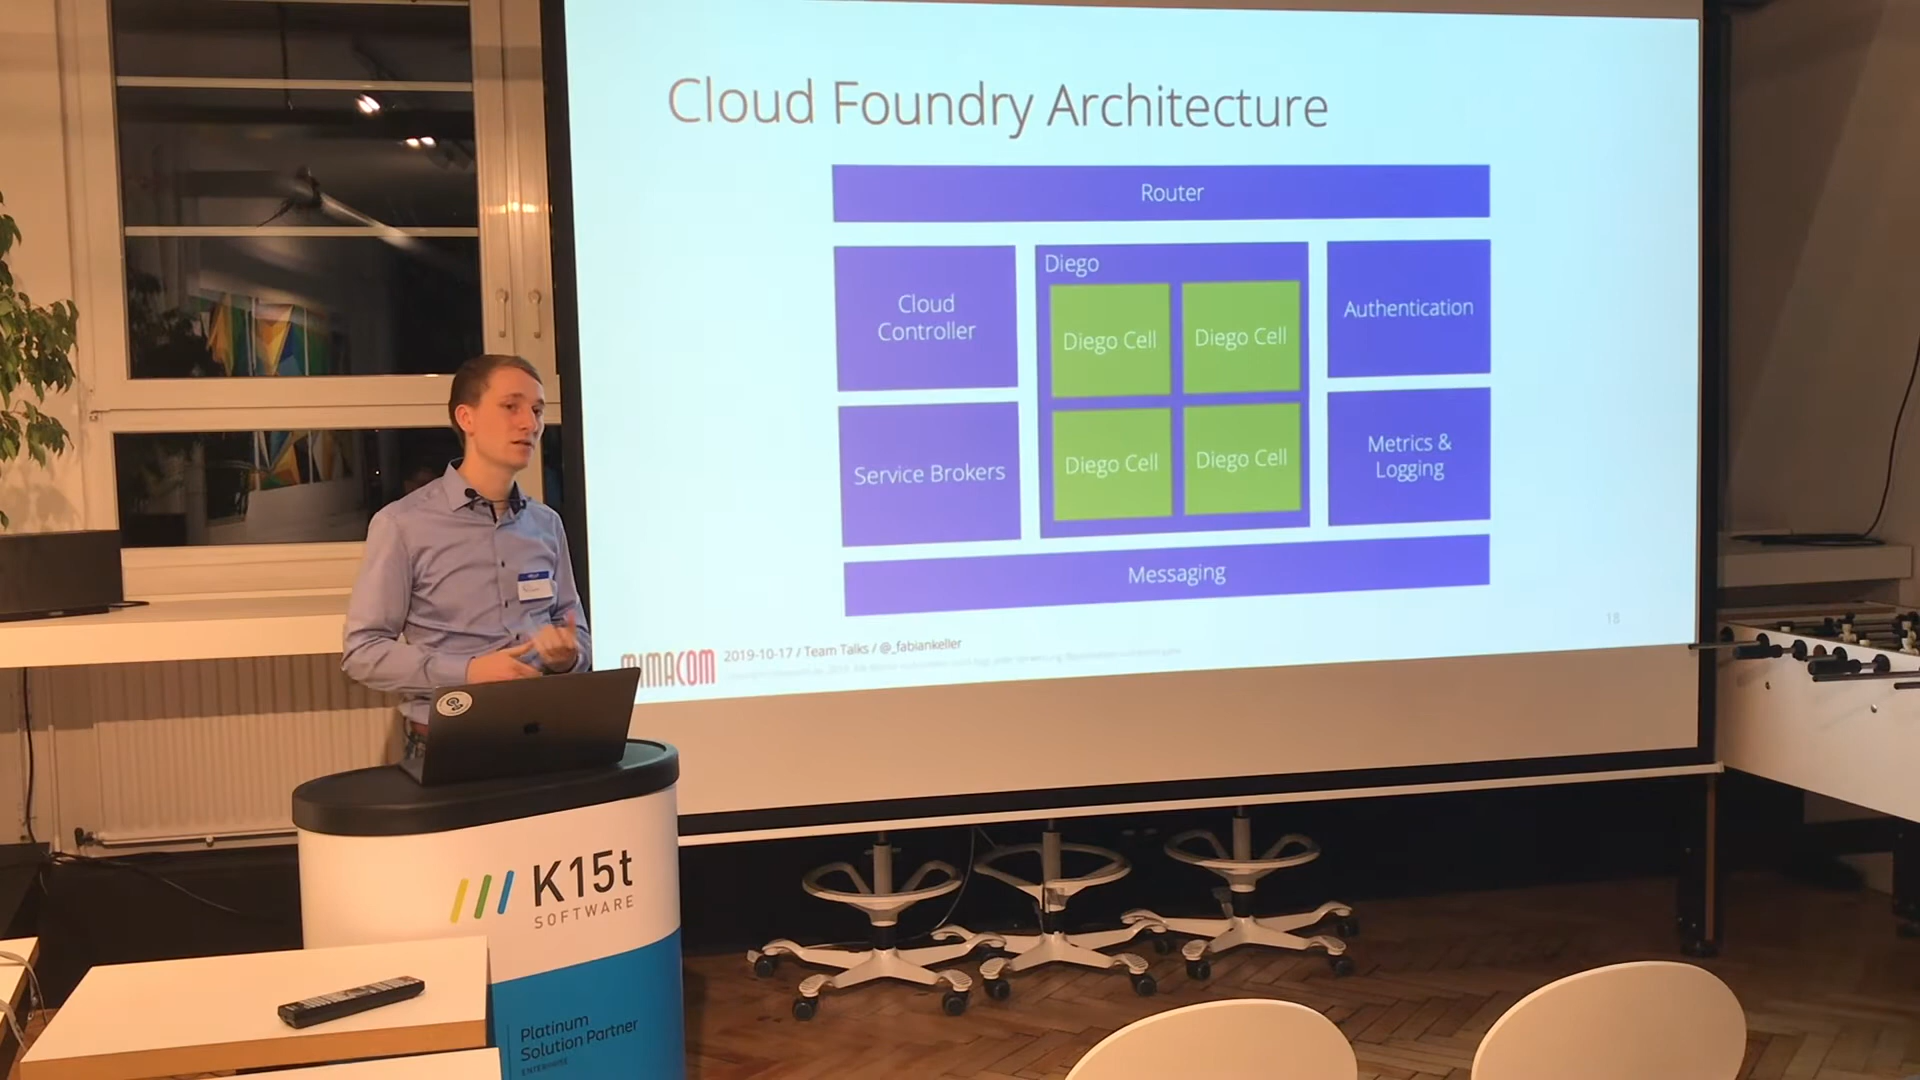 Cloud Foundry Architecture
Router
Cloud
Controller
Diego
Diego Cell
Diego Cell
Diego Cell
Diego Cell
Authentication
Service Brokers
Metrics &
Logging
Messaging
18
MIMACOM
2019-10-17 / Team Talks / @_fabiankeller
K15t
SOFTWARE
Platinum
Solution Partner
ENTERPRISE